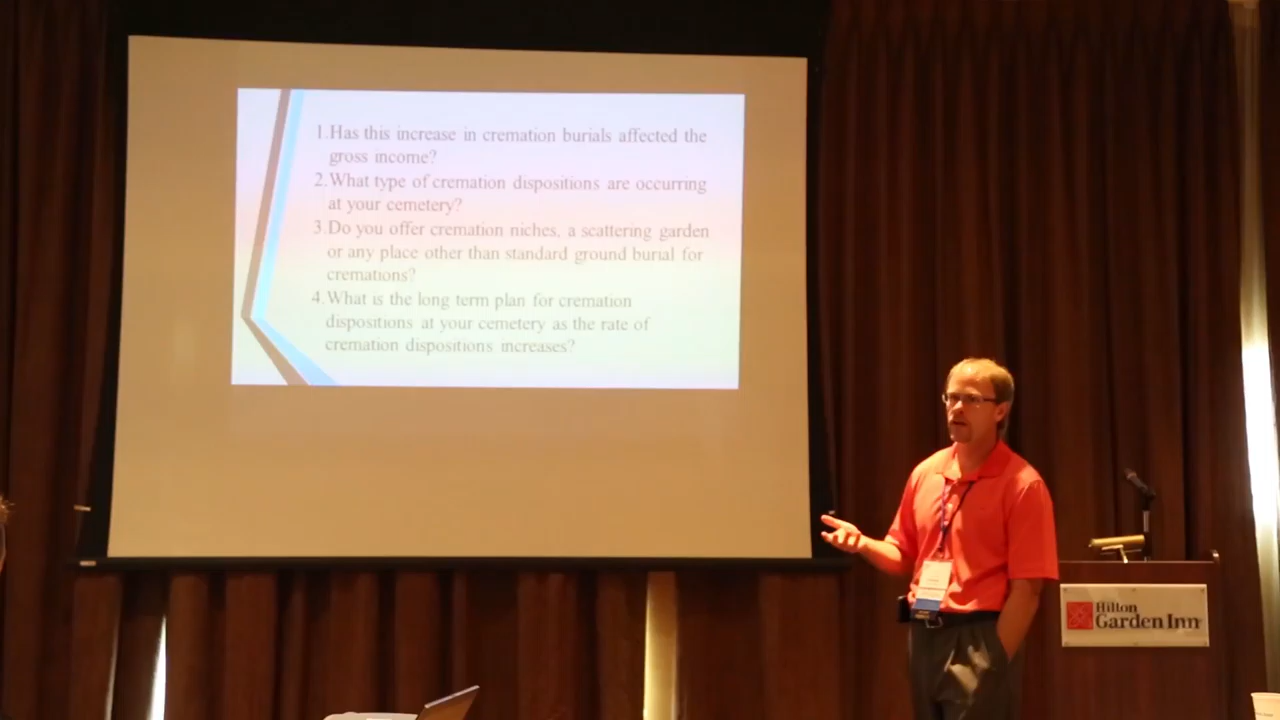 1.Has this increase in cremation burials affected the
gross income?
2.What type of cremation dispositions are occurring
at your cemetery?
3.Do you offer cremation niches, a scattering garden
or any place other than standard ground burial for
cremations?
4.What is the long term plan for cremation
dispositions at your cemetery as the rate of
cremation dispositions increases?
Hilton
Garden Inn